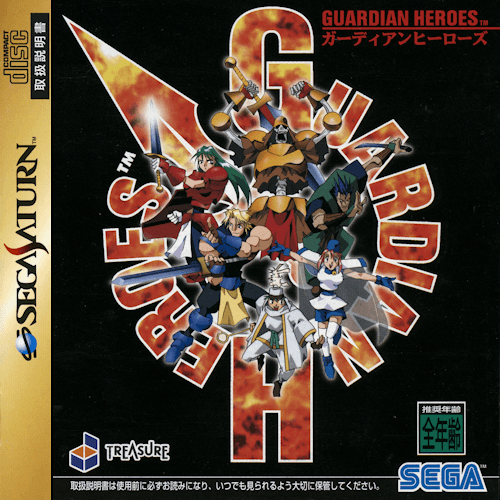 COMPACT
disc
取扱説明書
SEGA SATURN™
GUARDIAN HEROES™
ガーディアンヒーローズ
GUARDIAN
HEROES™
TREASURE
推奨年齢
全年齢
取扱説明書は使用前に必ずお読みになり、いつでも見られるよう大切に保管してください。
SEGA™